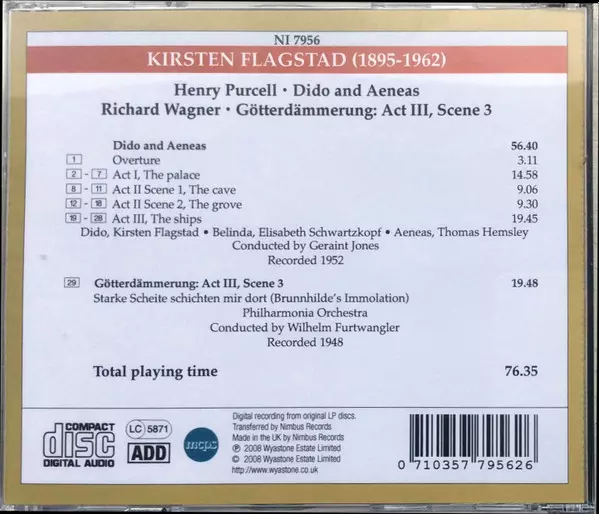 NI 7956
KIRSTEN FLAGSTAD (1895-1962)
Henry Purcell · Dido and Aeneas
Richard Wagner · Götterdämmerung: Act III, Scene 3
Dido and Aeneas 56.40
1 Overture 3.11
2 - 7 Act I, The palace 14.58
8 - 11 Act II Scene 1, The cave 9.06
12 - 18 Act II Scene 2, The grove 9.30
19 - 28 Act III, The ships 19.45
Dido, Kirsten Flagstad · Belinda, Elisabeth Schwartzkopf · Aeneas, Thomas Hemsley
Conducted by Geraint Jones
Recorded 1952
29 Götterdämmerung: Act III, Scene 3 19.48
Starke Scheite schichten mir dort (Brunnhilde's Immolation)
Philharmonia Orchestra
Conducted by Wilhelm Furtwangler
Recorded 1948
Total playing time 76.35
COMPACT
disc
DIGITAL AUDIO
LC 5871
ADD
mcps
Digital recording from original LP discs.
Transferred by Nimbus Records
Made in the UK by Nimbus Records
℗ 2008 Wyastone Estate Limited
© 2008 Wyastone Estate Limited
http://www.wyastone.co.uk
0 710357 795626